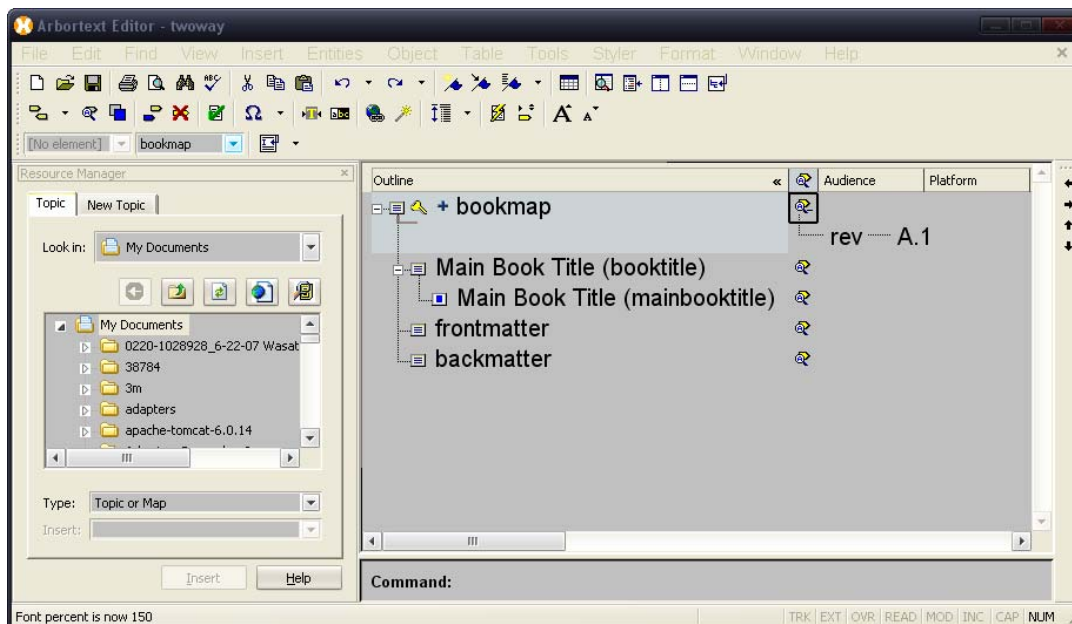 Arbortext Editor - twoway
File Edit Find View Insert Entities Object Table Tools Styler Format Window Help
[No element] bookmap
Resource Manager
Topic New Topic
Look in: My Documents
My Documents
0220-1028928_6-22-07 Wasat
38784
3m
adapters
apache-tomcat-6.0.14
Type: Topic or Map
Insert:
Insert Help
Outline « Audience Platform
+ bookmap
rev A.1
Main Book Title (booktitle)
Main Book Title (mainbooktitle)
frontmatter
backmatter
Command:
Font percent is now 150 TRK EXT OVR READ MOD INC CAP NUM